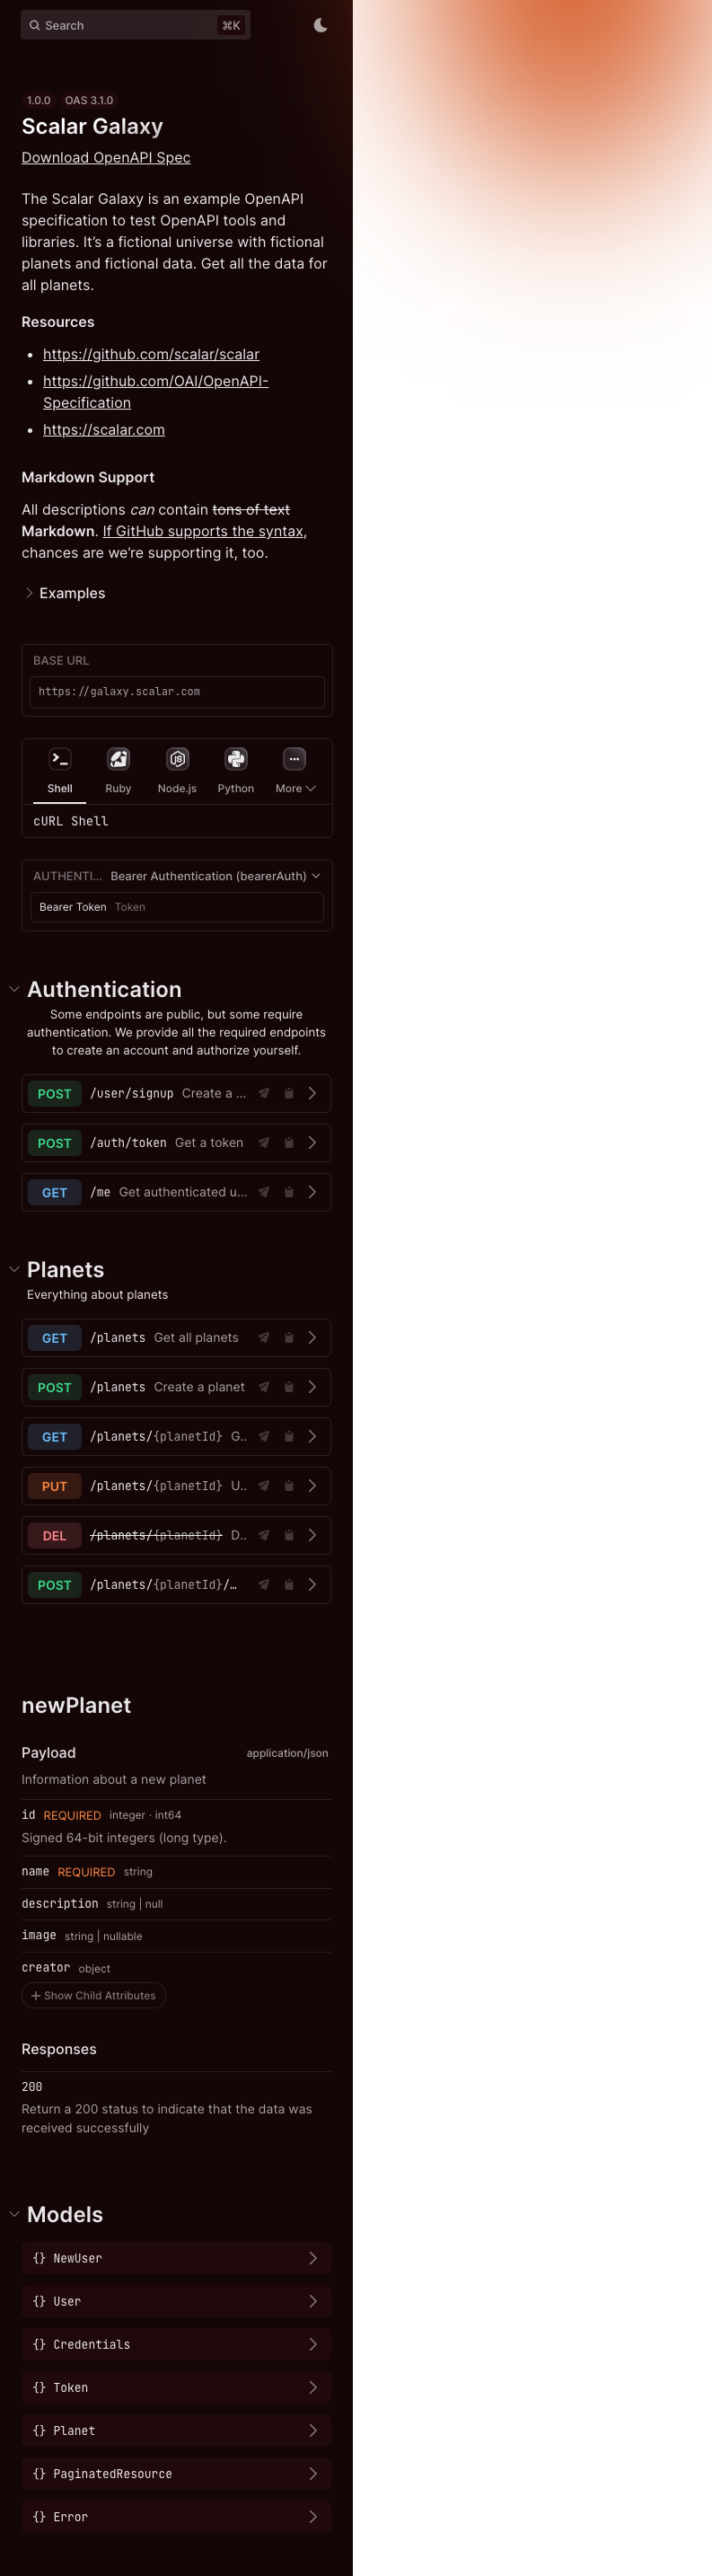 Search ⌘K
1.0.0 OAS 3.1.0
Scalar Galaxy
Download OpenAPI Spec
The Scalar Galaxy is an example OpenAPI
specification to test OpenAPI tools and
libraries. It’s a fictional universe with fictional
planets and fictional data. Get all the data for
all planets.
Resources
• https://github.com/scalar/scalar
• https://github.com/OAI/OpenAPI-
Specification
• https://scalar.com
Markdown Support
All descriptions can contain tons of text
Markdown. If GitHub supports the syntax,
chances are we’re supporting it, too.
Examples
BASE URL
https://galaxy.scalar.com
Shell Ruby Node.js Python More
cURL Shell
AUTHENTI... Bearer Authentication (bearerAuth)
Bearer Token Token
Authentication
Some endpoints are public, but some require
authentication. We provide all the required endpoints
to create an account and authorize yourself.
POST /user/signup Create a ...
POST /auth/token Get a token
GET /me Get authenticated u...
Planets
Everything about planets
GET /planets Get all planets
POST /planets Create a planet
GET /planets/{planetId} G..
PUT /planets/{planetId} U..
DEL /planets/{planetId} D..
POST /planets/{planetId}/…
newPlanet
Payload application/json
Information about a new planet
id REQUIRED integer · int64
Signed 64-bit integers (long type).
name REQUIRED string
description string | null
image string | nullable
creator object
+ Show Child Attributes
Responses
200
Return a 200 status to indicate that the data was
received successfully
Models
{} NewUser
{} User
{} Credentials
{} Token
{} Planet
{} PaginatedResource
{} Error